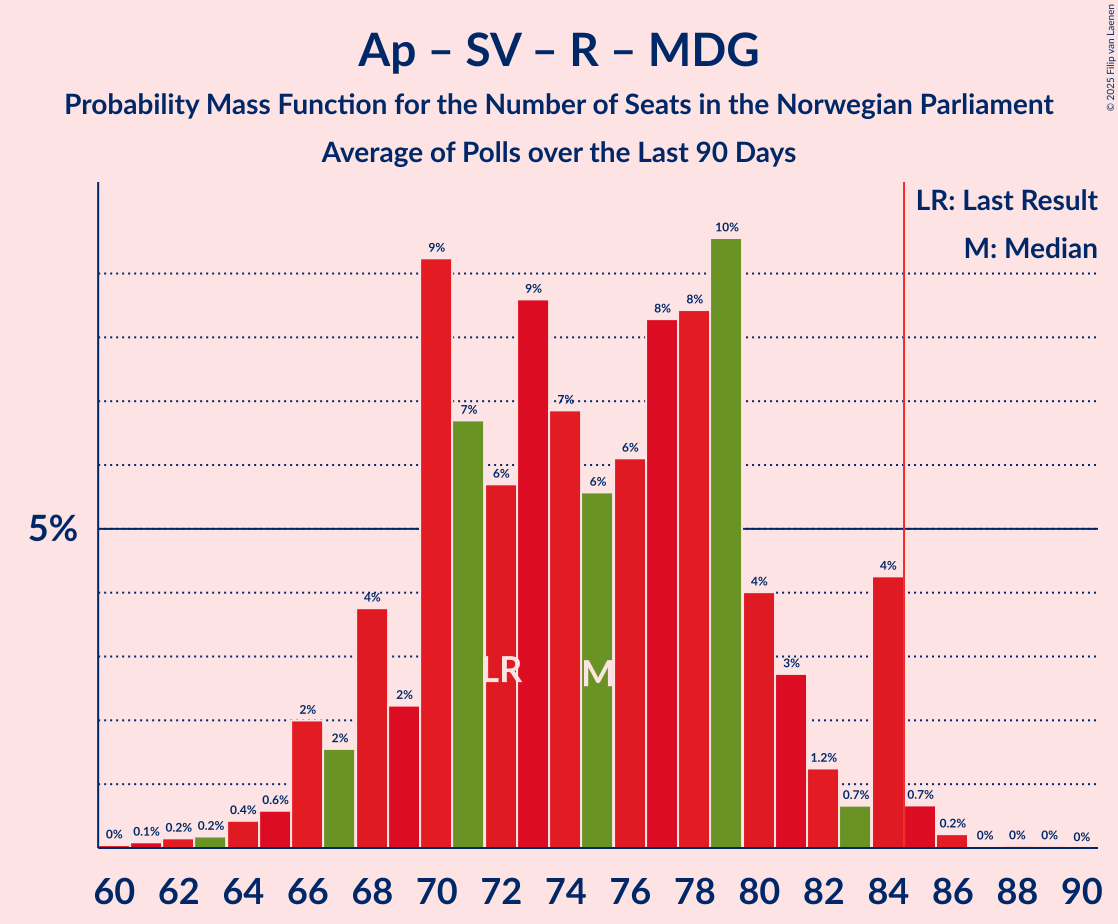 Ap – SV – R – MDG
Probability Mass Function for the Number of Seats in the Norwegian Parliament
Average of Polls over the Last 90 Days
© 2025 Filip van Laenen
LR: Last Result
M: Median
5%
0% 0.1% 0.2% 0.2% 0.4% 0.6% 2% 2% 4% 2% 9% 7% 6% 9% 7% 6% 6% 8% 8% 10% 4% 3% 1.2% 0.7% 4% 0.7% 0.2% 0% 0% 0% 0%
LR M
60 62 64 66 68 70 72 74 76 78 80 82 84 86 88 90